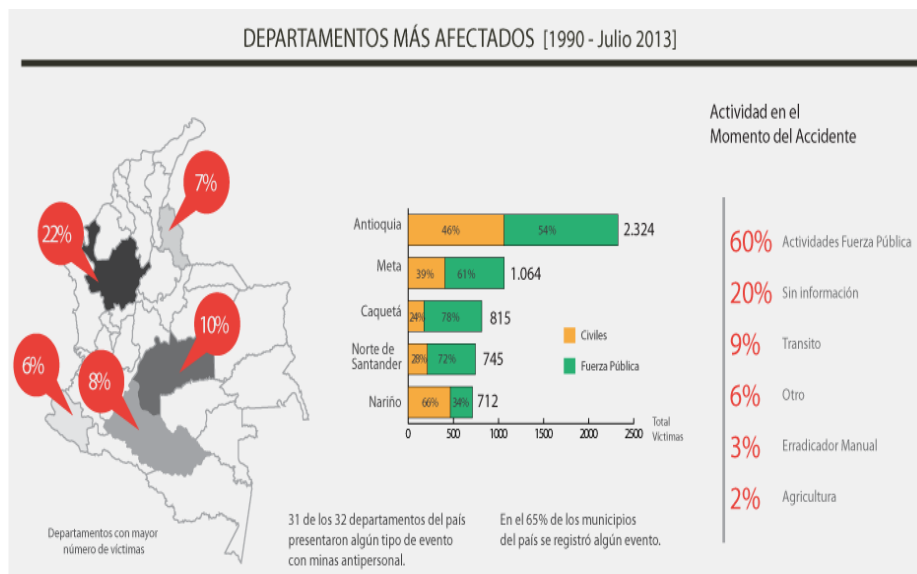 DEPARTAMENTOS MÁS AFECTADOS [1990 - Julio 2013]
7%
22%
10%
6%
8%
Departamentos con mayor
número de víctimas
Antioquia
46%
54%
2.324
Meta
39%
61%
1.064
Caquetá
24%
78%
815
Norte de
Santander
28%
72%
745
Nariño
66%
34%
712
Civiles
Fuerza Pública
0
500
1000
1500
2000
2500
Total
Víctimas
31 de los 32 departamentos del país
presentaron algún tipo de evento
con minas antipersonal.
En el 65% de los municipios
del país se registró algún evento.
Actividad en el
Momento del Accidente
60% Actividades Fuerza Pública
20% Sin información
9% Transito
6% Otro
3% Erradicador Manual
2% Agricultura